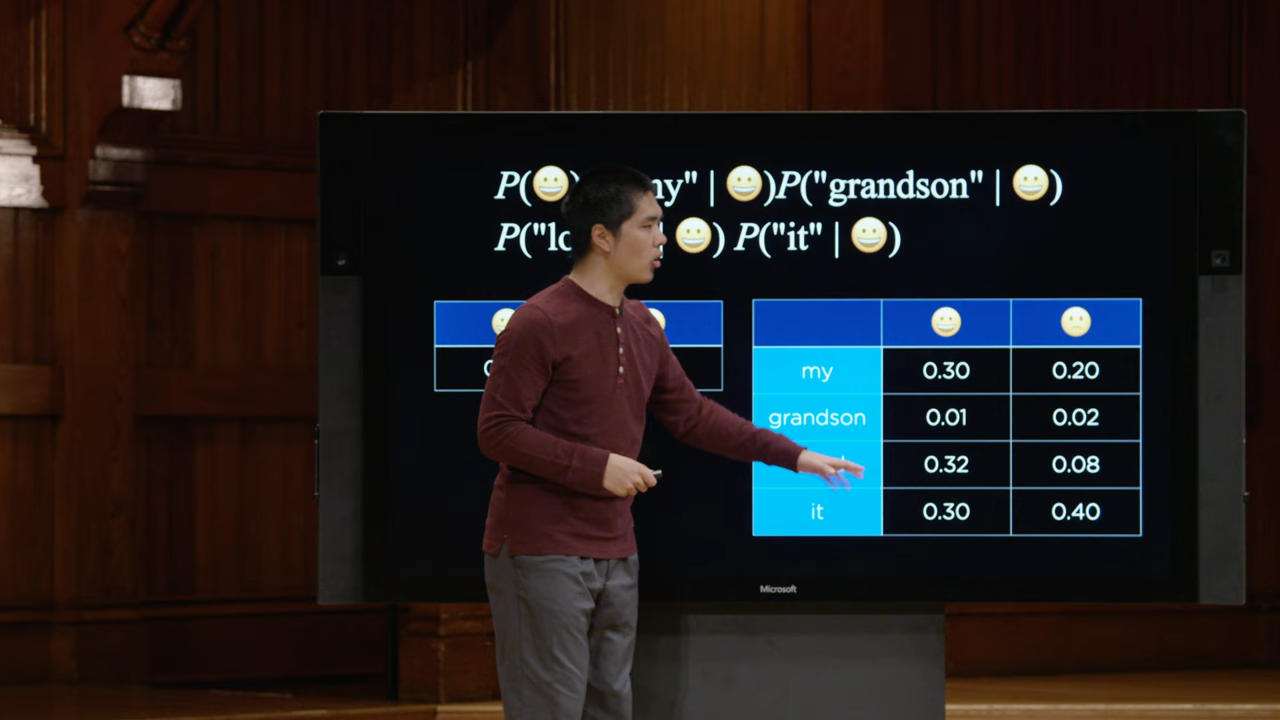 P(😀) ny" | 😀)P("grandson" | 😀)
P("lo | 😀) P("it" | 😀)
😀 🙁
my 0.30 0.20
grandson 0.01 0.02
0.32 0.08
it 0.30 0.40
Microsoft